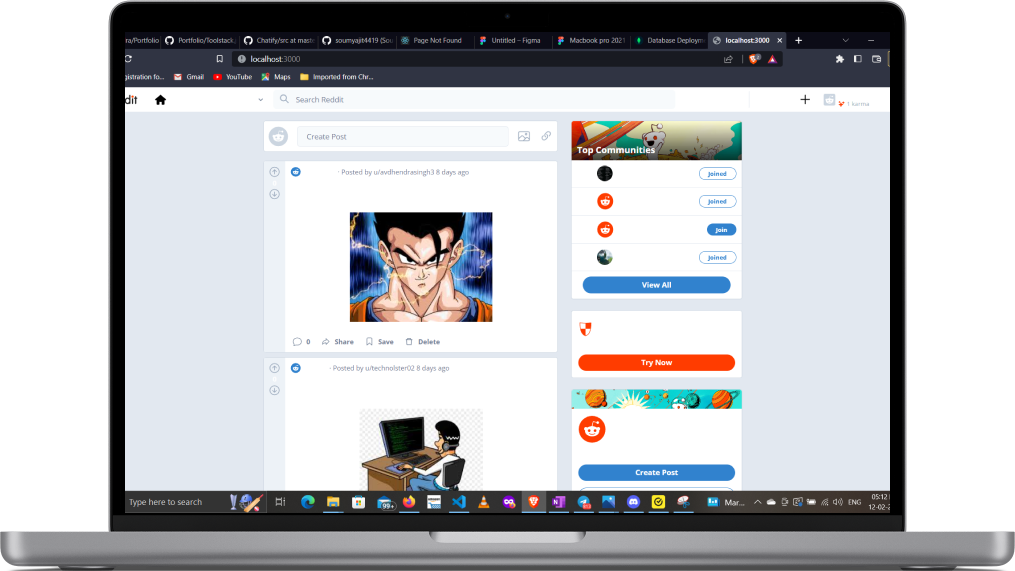 ra/Portfolio
Portfolio/Toolstack.
Chatify/src at maste
soumyajit4419 (Sou
Page Not Found
Untitled – Figma
Macbook pro 2021
Database Deploym
localhost:3000
localhost:3000
gistration fo...
Gmail
YouTube
Maps
Imported from Chr...
dit
Search Reddit
1 karma
Create Post
Top Communities
Joined
Joined
Join
Joined
View All
· Posted by u/avdhendrasingh3 8 days ago
0
Share
Save
Delete
Try Now
· Posted by u/technolster02 8 days ago
Create Post
Type here to search
99+
Mar...
ENG
05:12
12-02-2